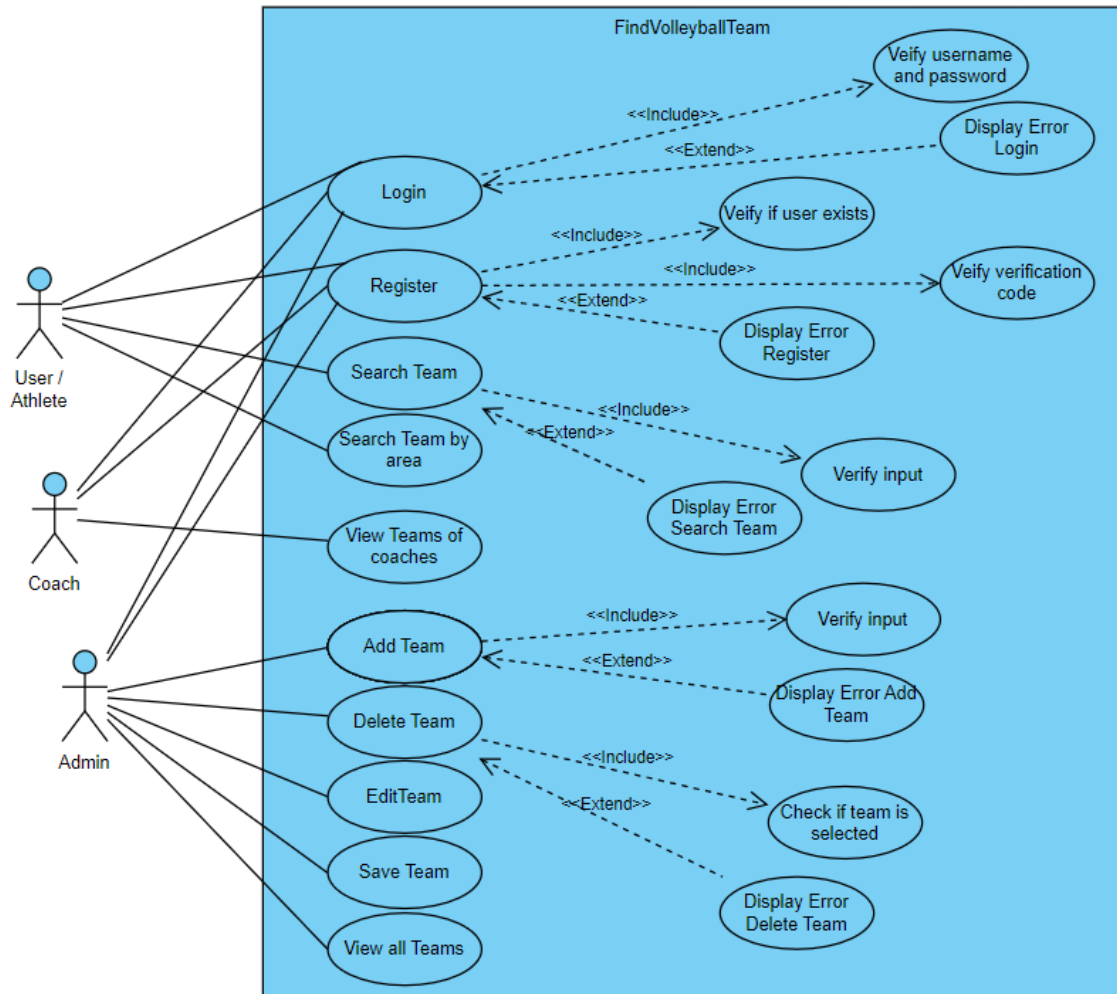 FindVolleyballTeam
Veify username
and password
<<Include>>
Display Error
Login
<<Extend>>
Login
Veify if user exists
<<Include>>
<<Include>>
Veify verification
code
Register
<<Extend>>
Display Error
Register
User /
Athlete
Search Team
<<Include>>
<<Extend>>
Search Team by
area
Verify input
Display Error
Search Team
View Teams of
coaches
Coach
<<Include>>
Verify input
Add Team
<<Extend>>
Display Error Add
Team
Delete Team
Admin
<<Include>>
EditTeam
<<Extend>>
Check if team is
selected
Save Team
Display Error
Delete Team
View all Teams